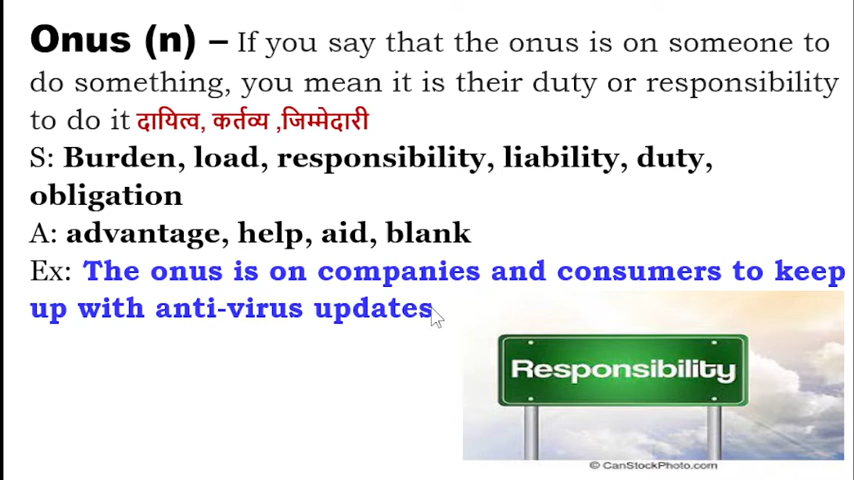 Onus (n) – If you say that the onus is on someone to
do something, you mean it is their duty or responsibility
to do it दायित्व, कर्तव्य ,जिम्मेदारी
S: Burden, load, responsibility, liability, duty,
obligation
A: advantage, help, aid, blank
Ex: The onus is on companies and consumers to keep
up with anti-virus updates
Responsibility
© CanStockPhoto.com